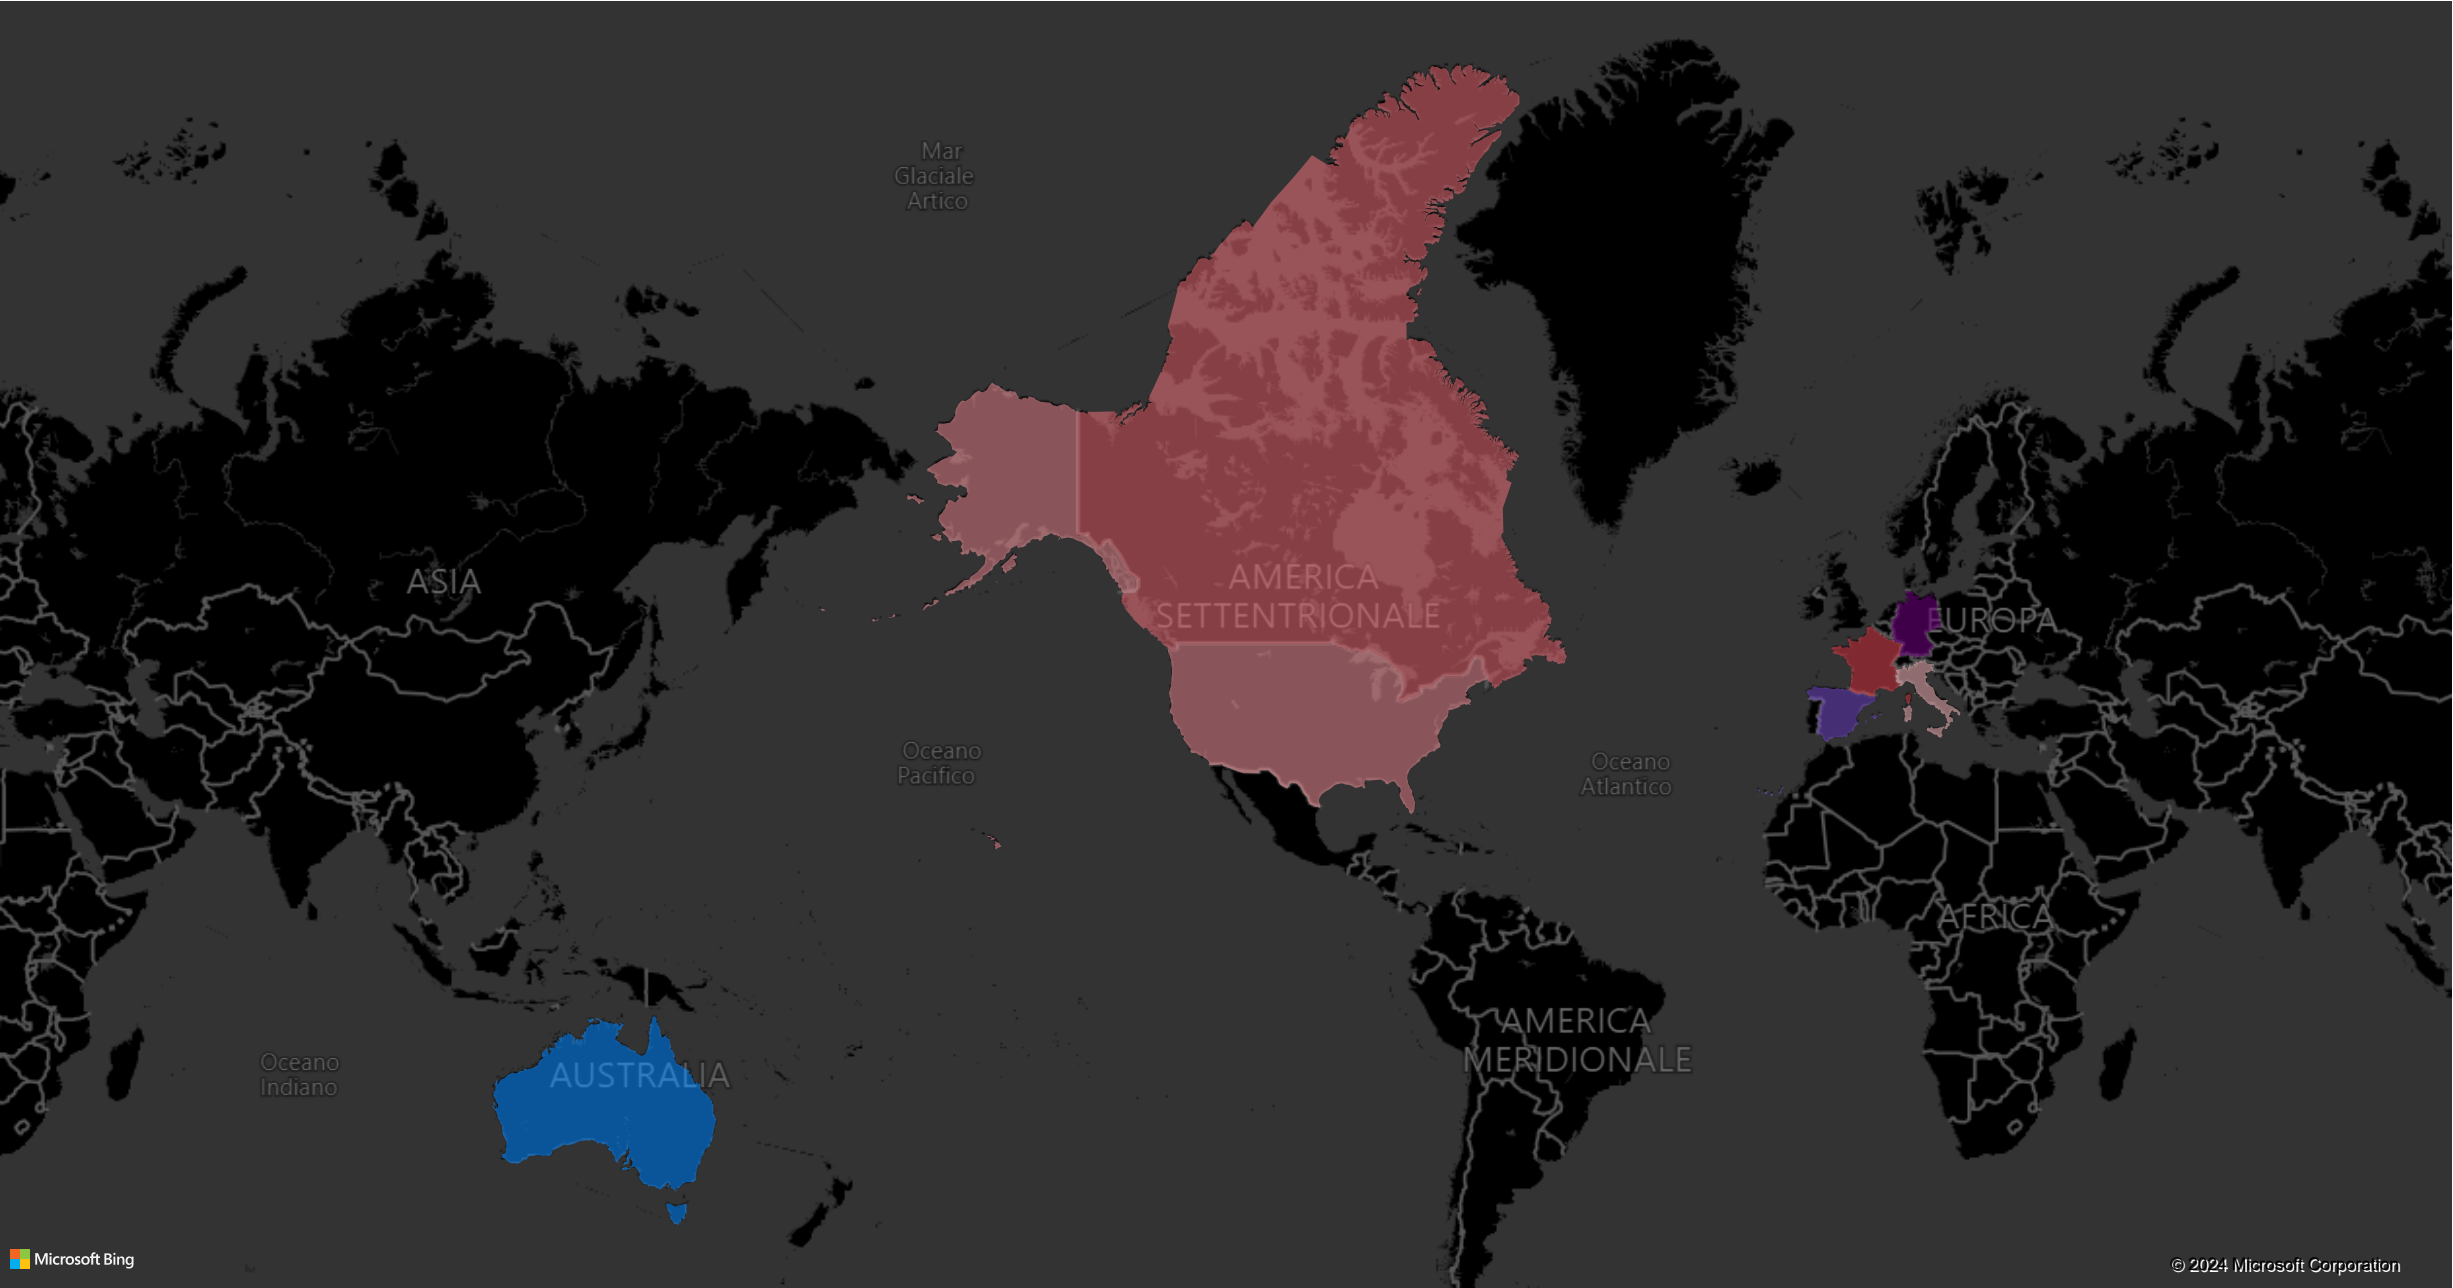 Mar
Glaciale
Artico
ASIA
AMERICA
SETTENTRIONALE
EUROPA
Oceano
Pacifico
Oceano
Atlantico
AFRICA
AMERICA
MERIDIONALE
Oceano
Indiano
AUSTRALIA
Microsoft Bing
© 2024 Microsoft Corporation